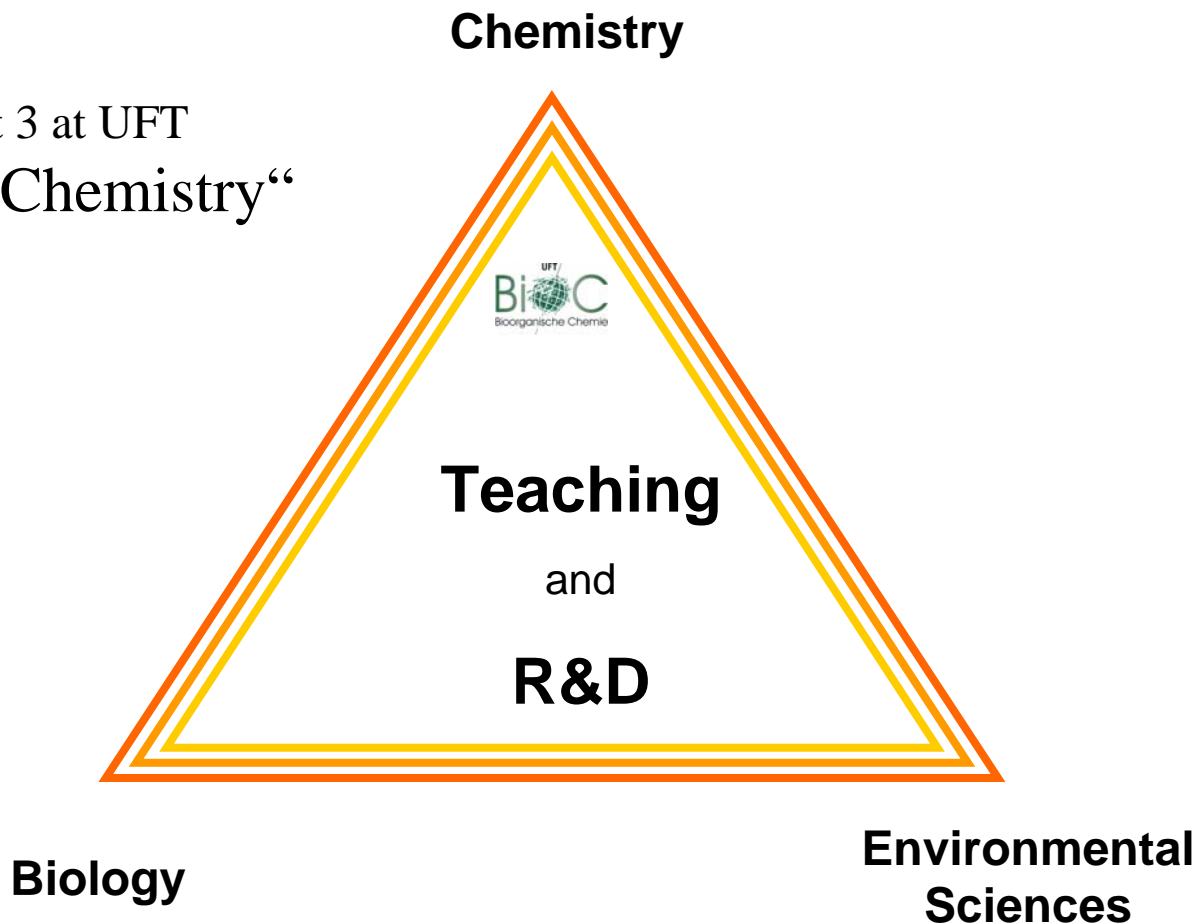 Chemistry
3 at UFT
Chemistry“
UFT
BiOC
Bioorganische Chemie
Teaching
and
R&D
Biology
Environmental
Sciences